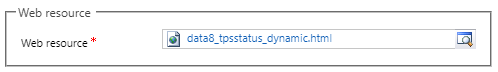 Web resource
Web resource * data8_tpsstatus_dynamic.html